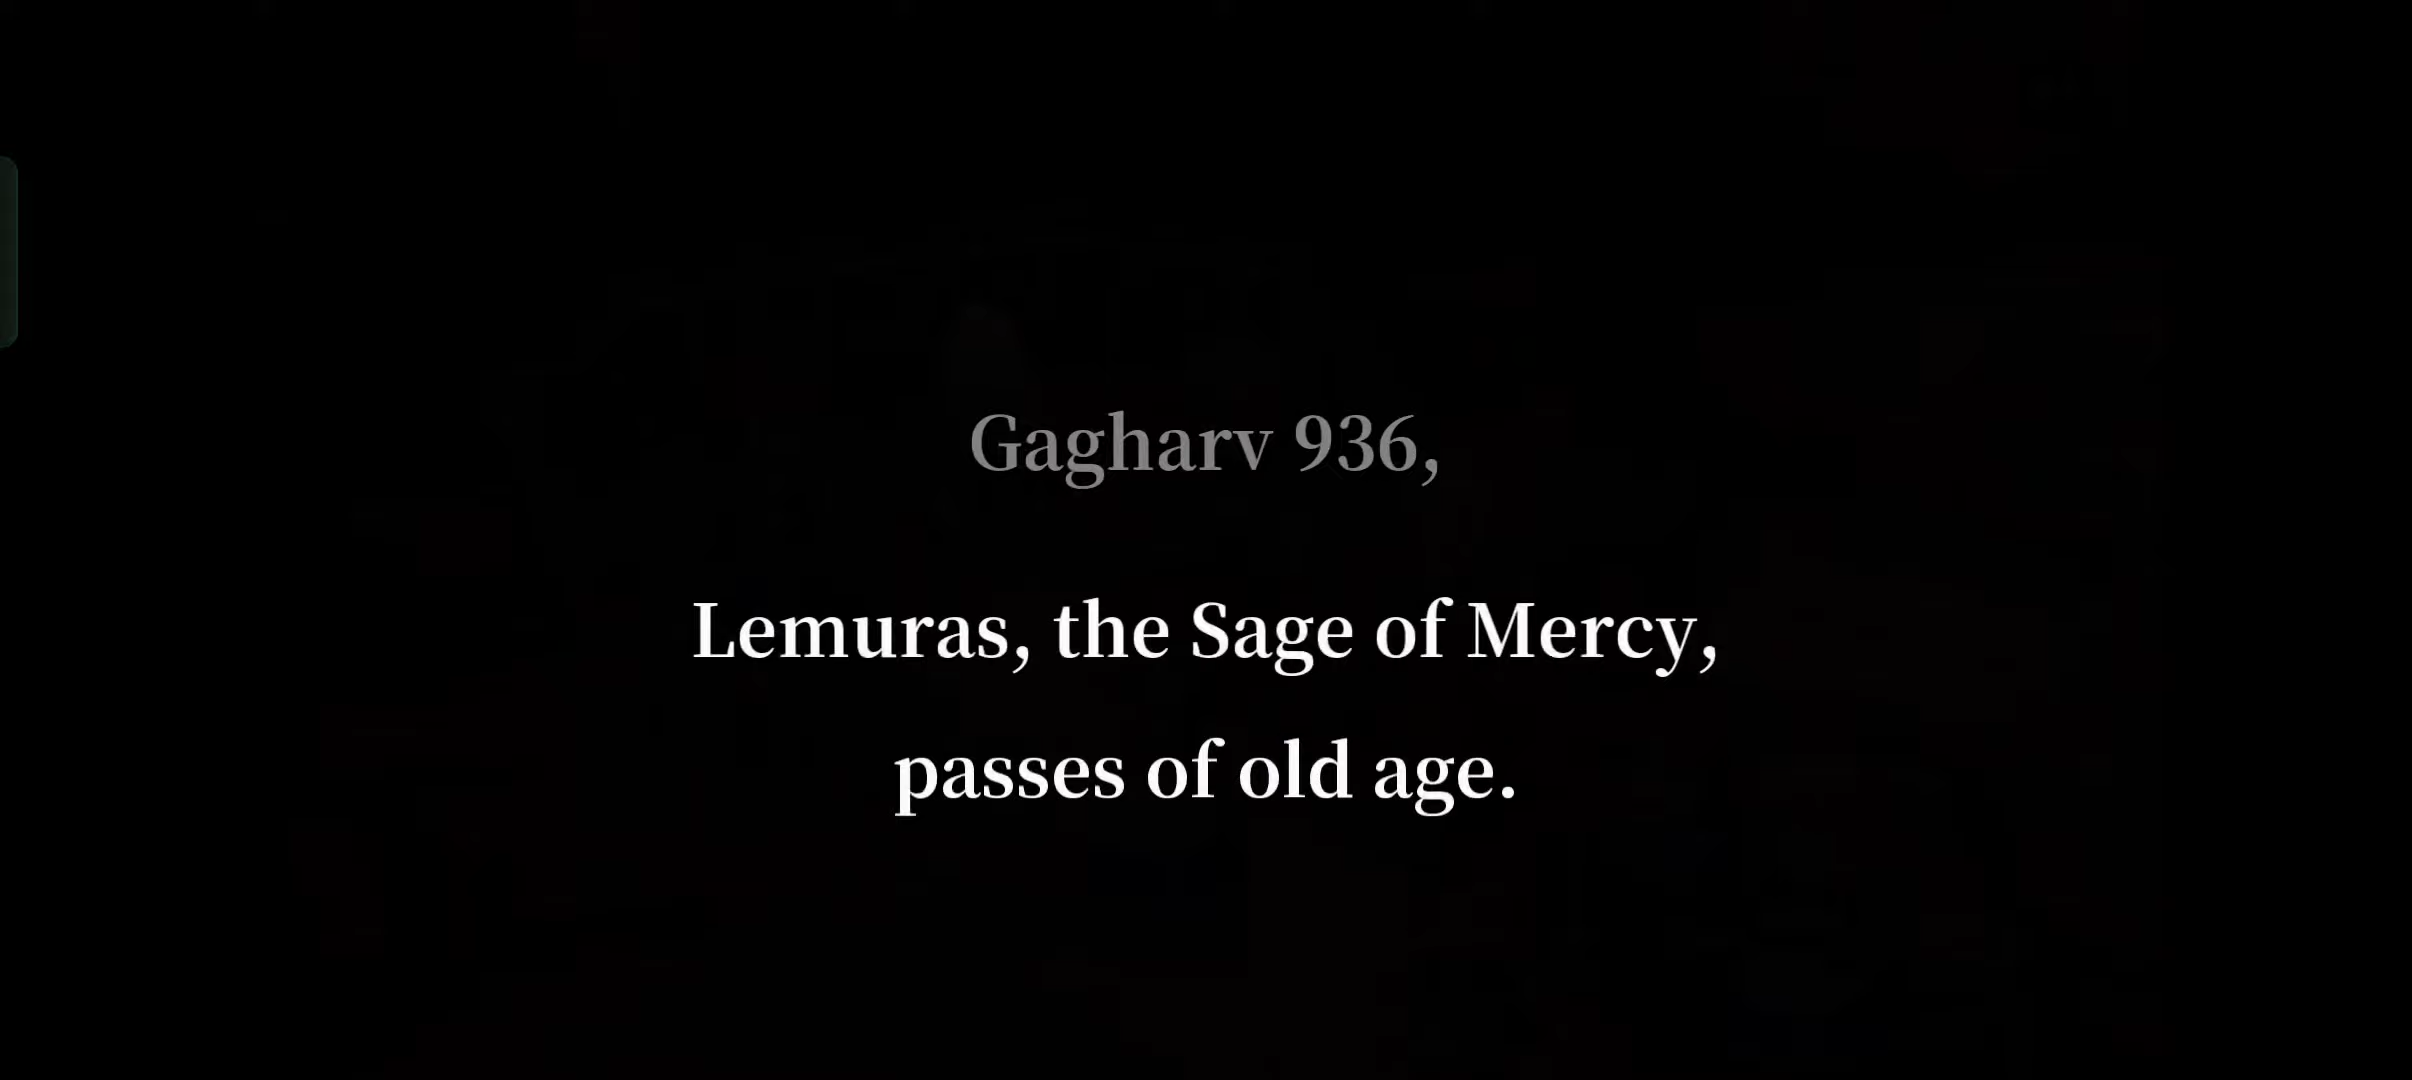 Gagharv 936,
Lemuras, the Sage of Mercy,
passes of old age.